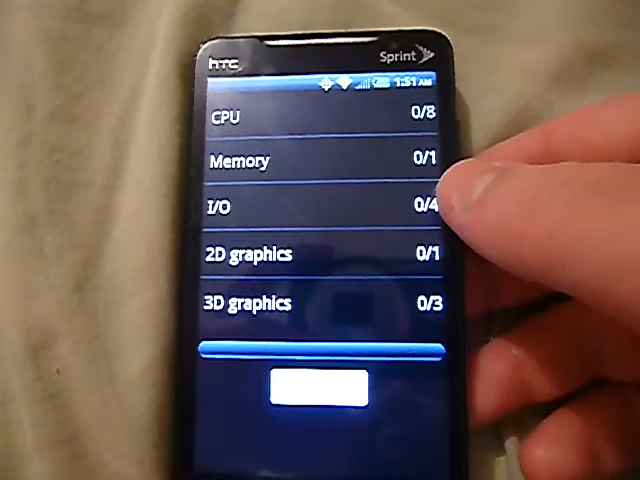 hTC Sprint
1:51 AM
CPU 0/8
Memory 0/1
I/O 0/4
2D graphics 0/1
3D graphics 0/3